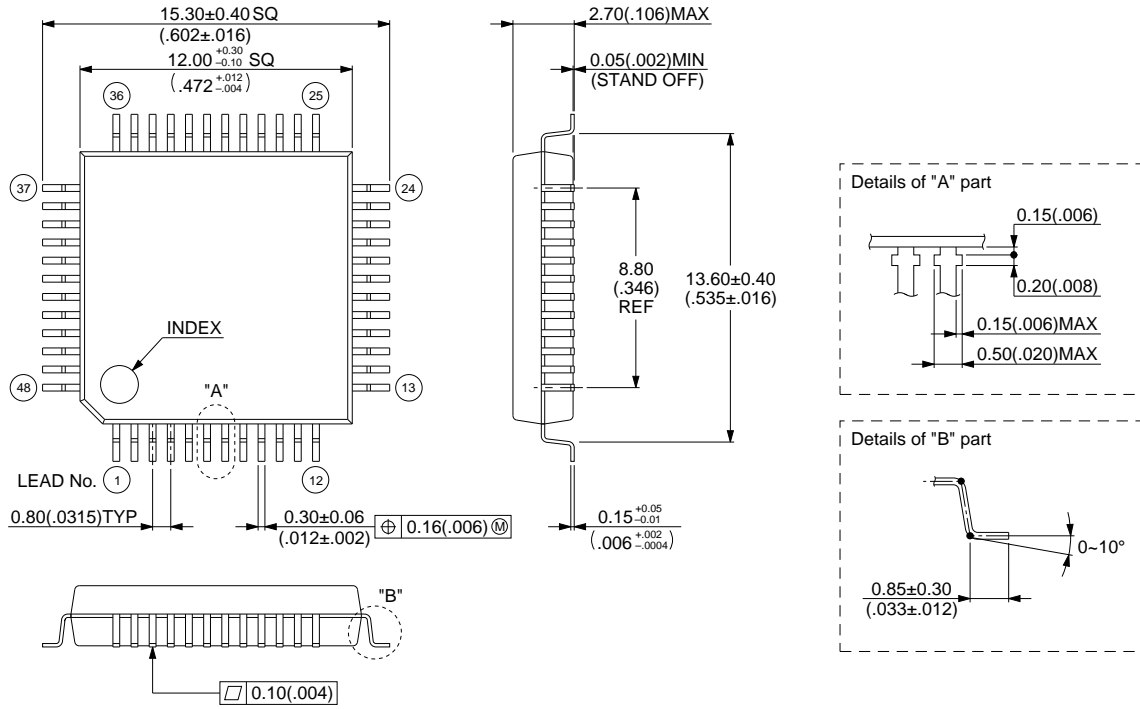 15.30±0.40 SQ
(.602±.016)
12.00 +0.30 –0.10 SQ
(.472 +.012 –.004)
2.70(.106)MAX
0.05(.002)MIN
(STAND OFF)
36
25
37
24
INDEX
48
13
"A"
LEAD No.
1
12
0.80(.0315)TYP
0.30±0.06
(.012±.002)
⌖ 0.16(.006) Ⓜ
8.80
(.346)
REF
13.60±0.40
(.535±.016)
0.15 +0.05 –0.01
(.006 +.002 –.0004)
Details of "A" part
0.15(.006)
0.20(.008)
0.15(.006)MAX
0.50(.020)MAX
Details of "B" part
0~10°
0.85±0.30
(.033±.012)
"B"
⏥ 0.10(.004)